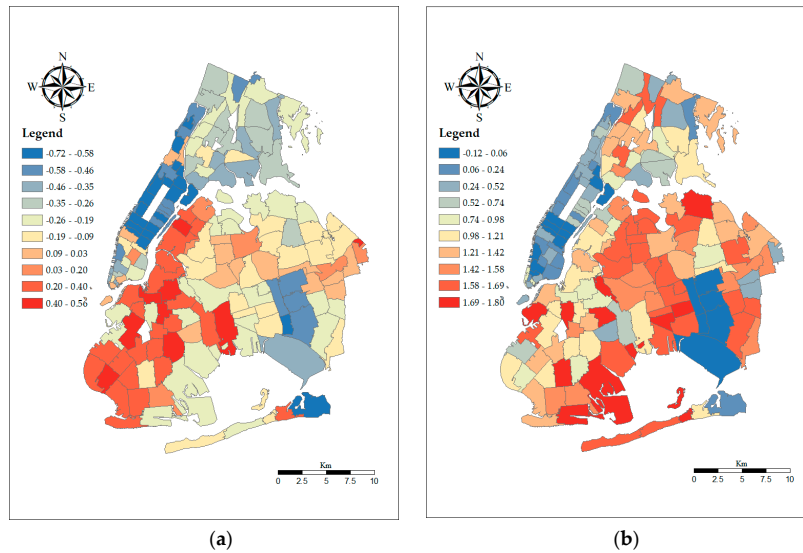 N
W E
S
Legend
-0.72 - -0.58
-0.58 - -0.46
-0.46 - -0.35
-0.35 - -0.26
-0.26 - -0.19
-0.19 - -0.09
0.09 - 0.03
0.03 - 0.20
0.20 - 0.40
0.40 - 0.58
Km
0 2.5 5 7.5 10
(a)
N
W E
S
Legend
-0.12 - 0.06
0.06 - 0.24
0.24 - 0.52
0.52 - 0.74
0.74 - 0.98
0.98 - 1.21
1.21 - 1.42
1.42 - 1.58
1.58 - 1.69
1.69 - 1.80
Km
0 2.5 5 7.5 10
(b)